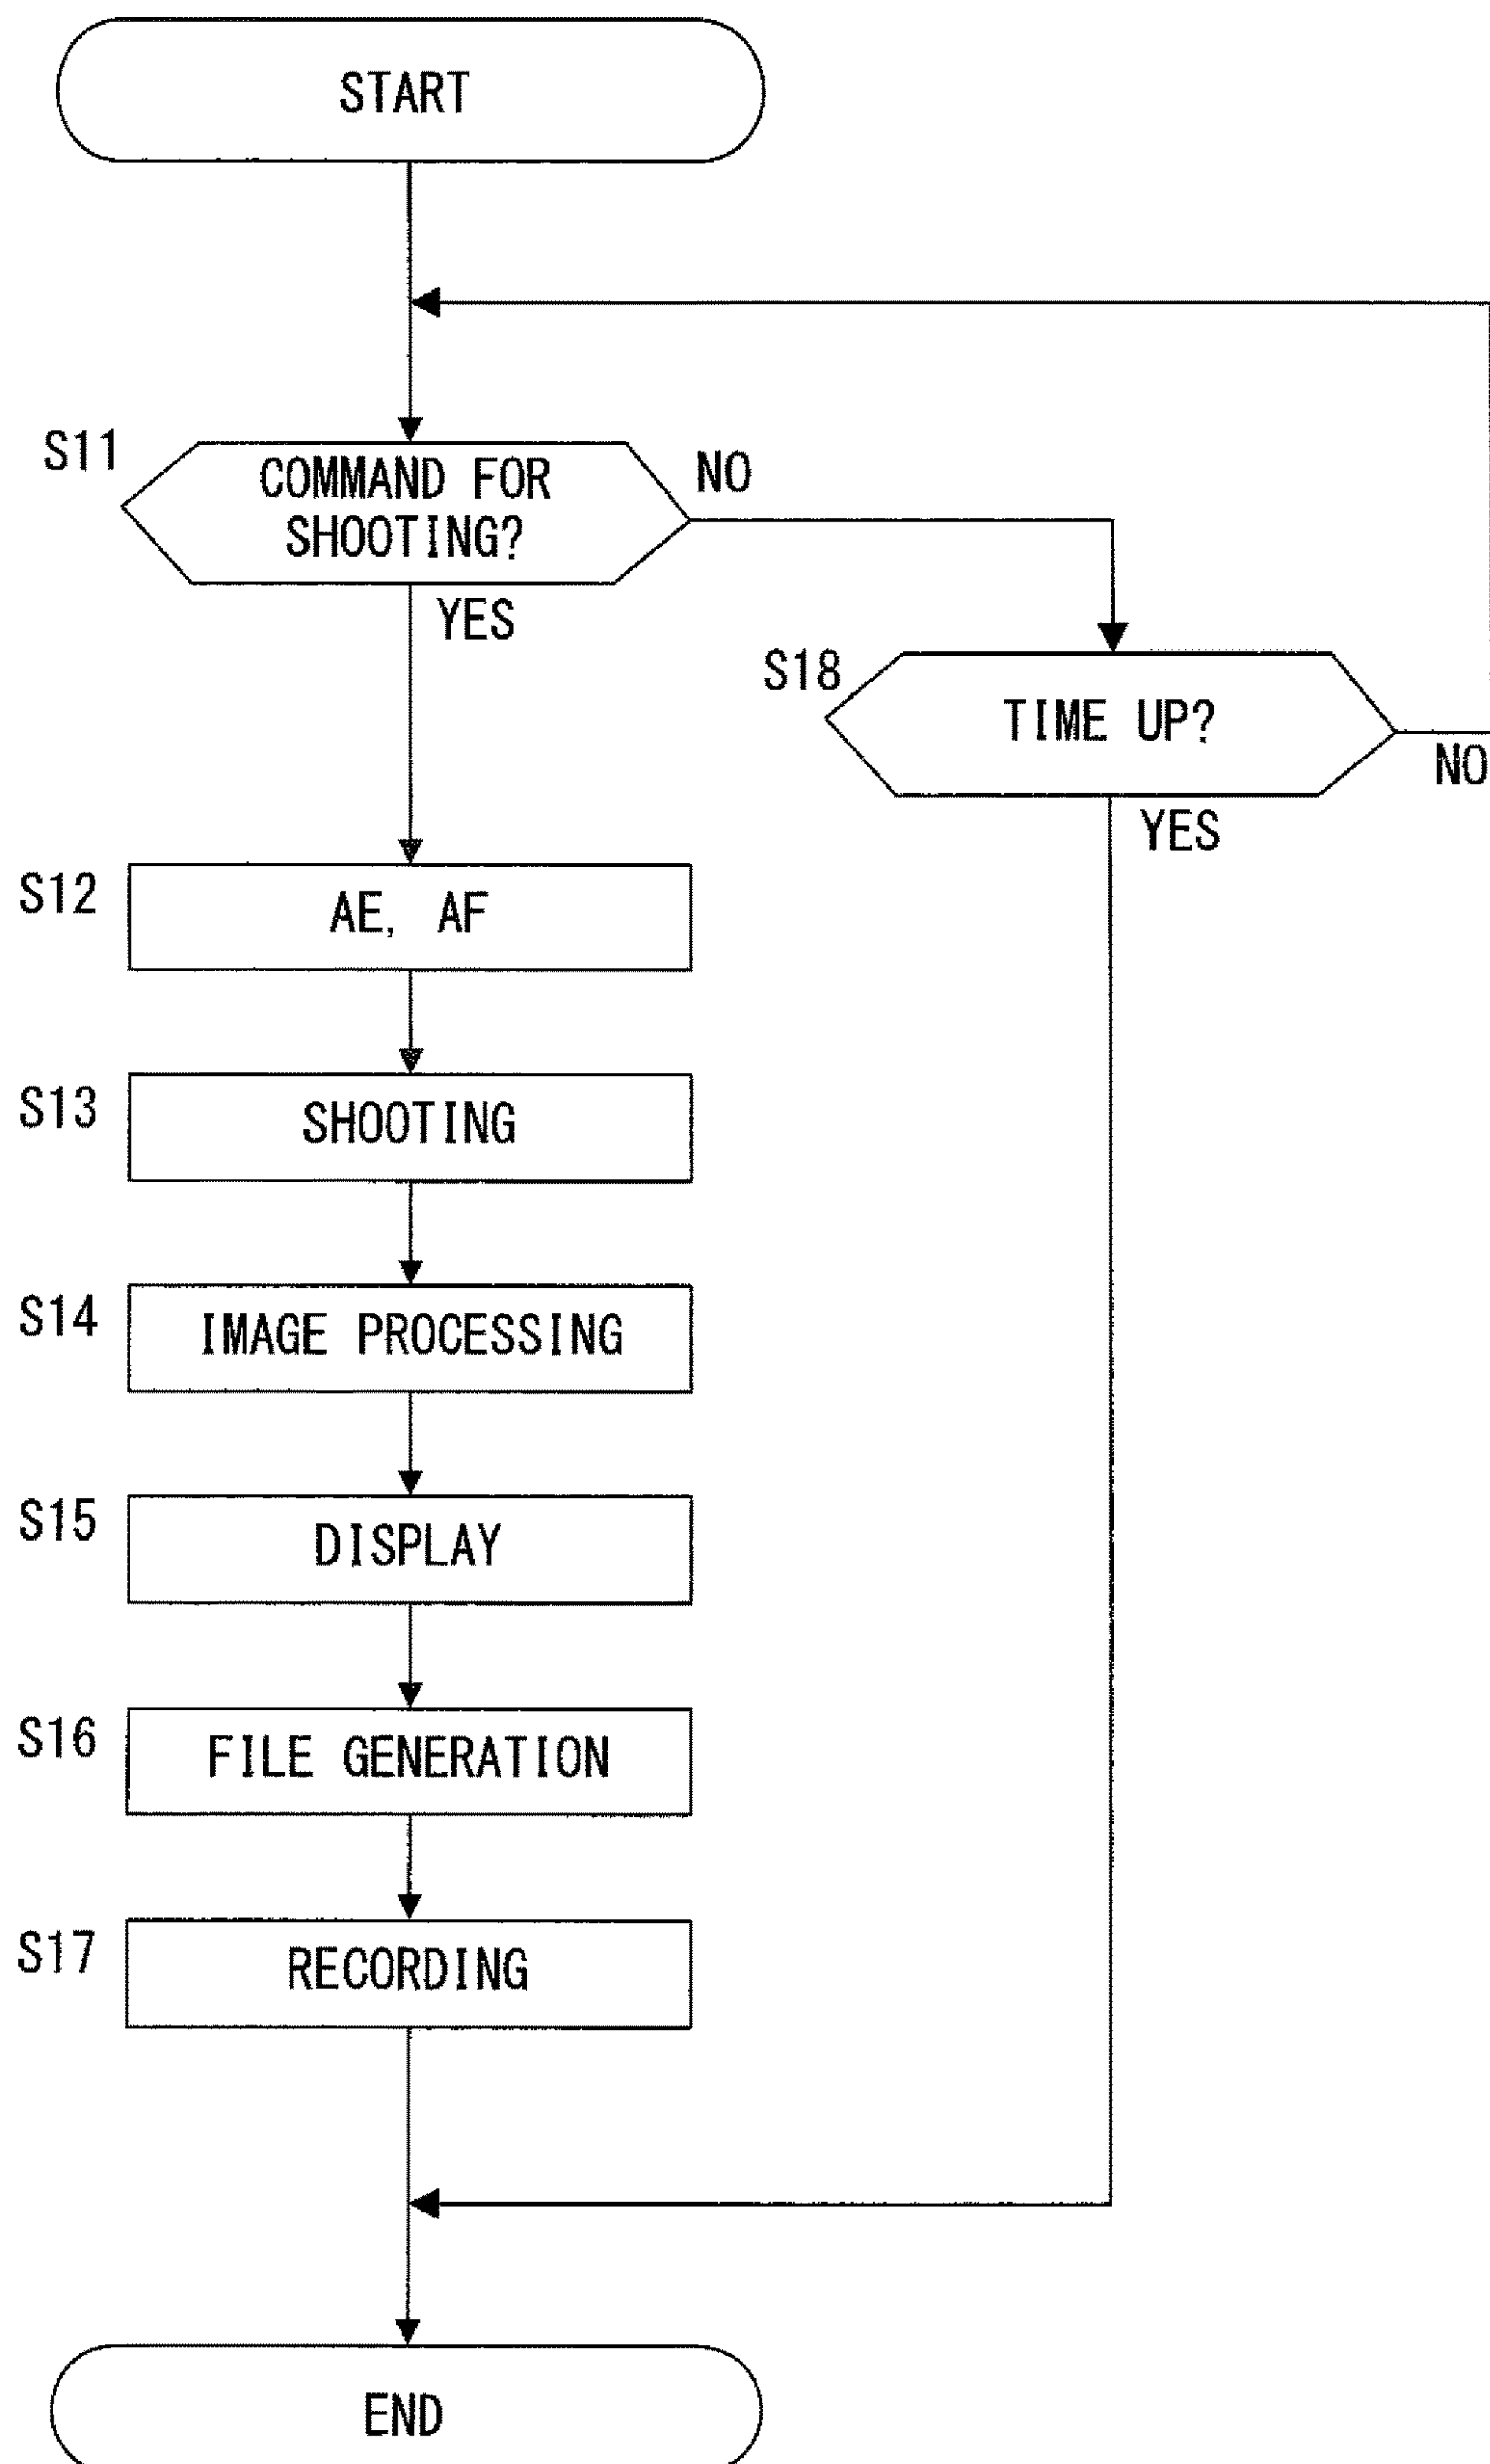 START
S11
COMMAND FOR
SHOOTING?
NO
YES
S18
TIME UP?
NO
YES
S12
AE, AF
S13
SHOOTING
S14
IMAGE PROCESSING
S15
DISPLAY
S16
FILE GENERATION
S17
RECORDING
END